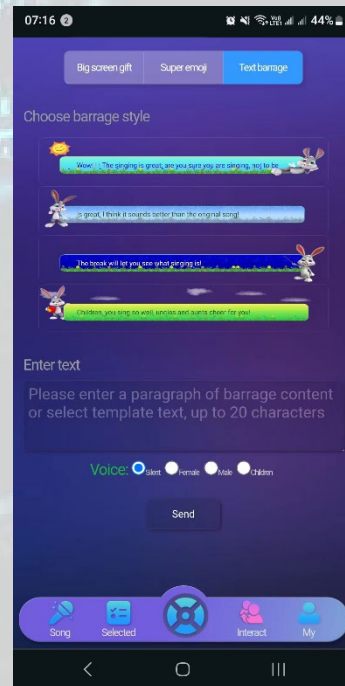 07:16 2 44%
Big screen gift Super emoji Text barrage
Choose barrage style
Wow! The singing is great, are you sure you are singing, not to be
is great, I think it sounds better than the original song!
The break will let you see what singing is!
Children, you sing so well, uncles and aunts cheer for you!
Enter text
Please enter a paragraph of barrage content
or select template text, up to 20 characters
Voice: Silent Female Male Children
Send
Song Selected Interact My